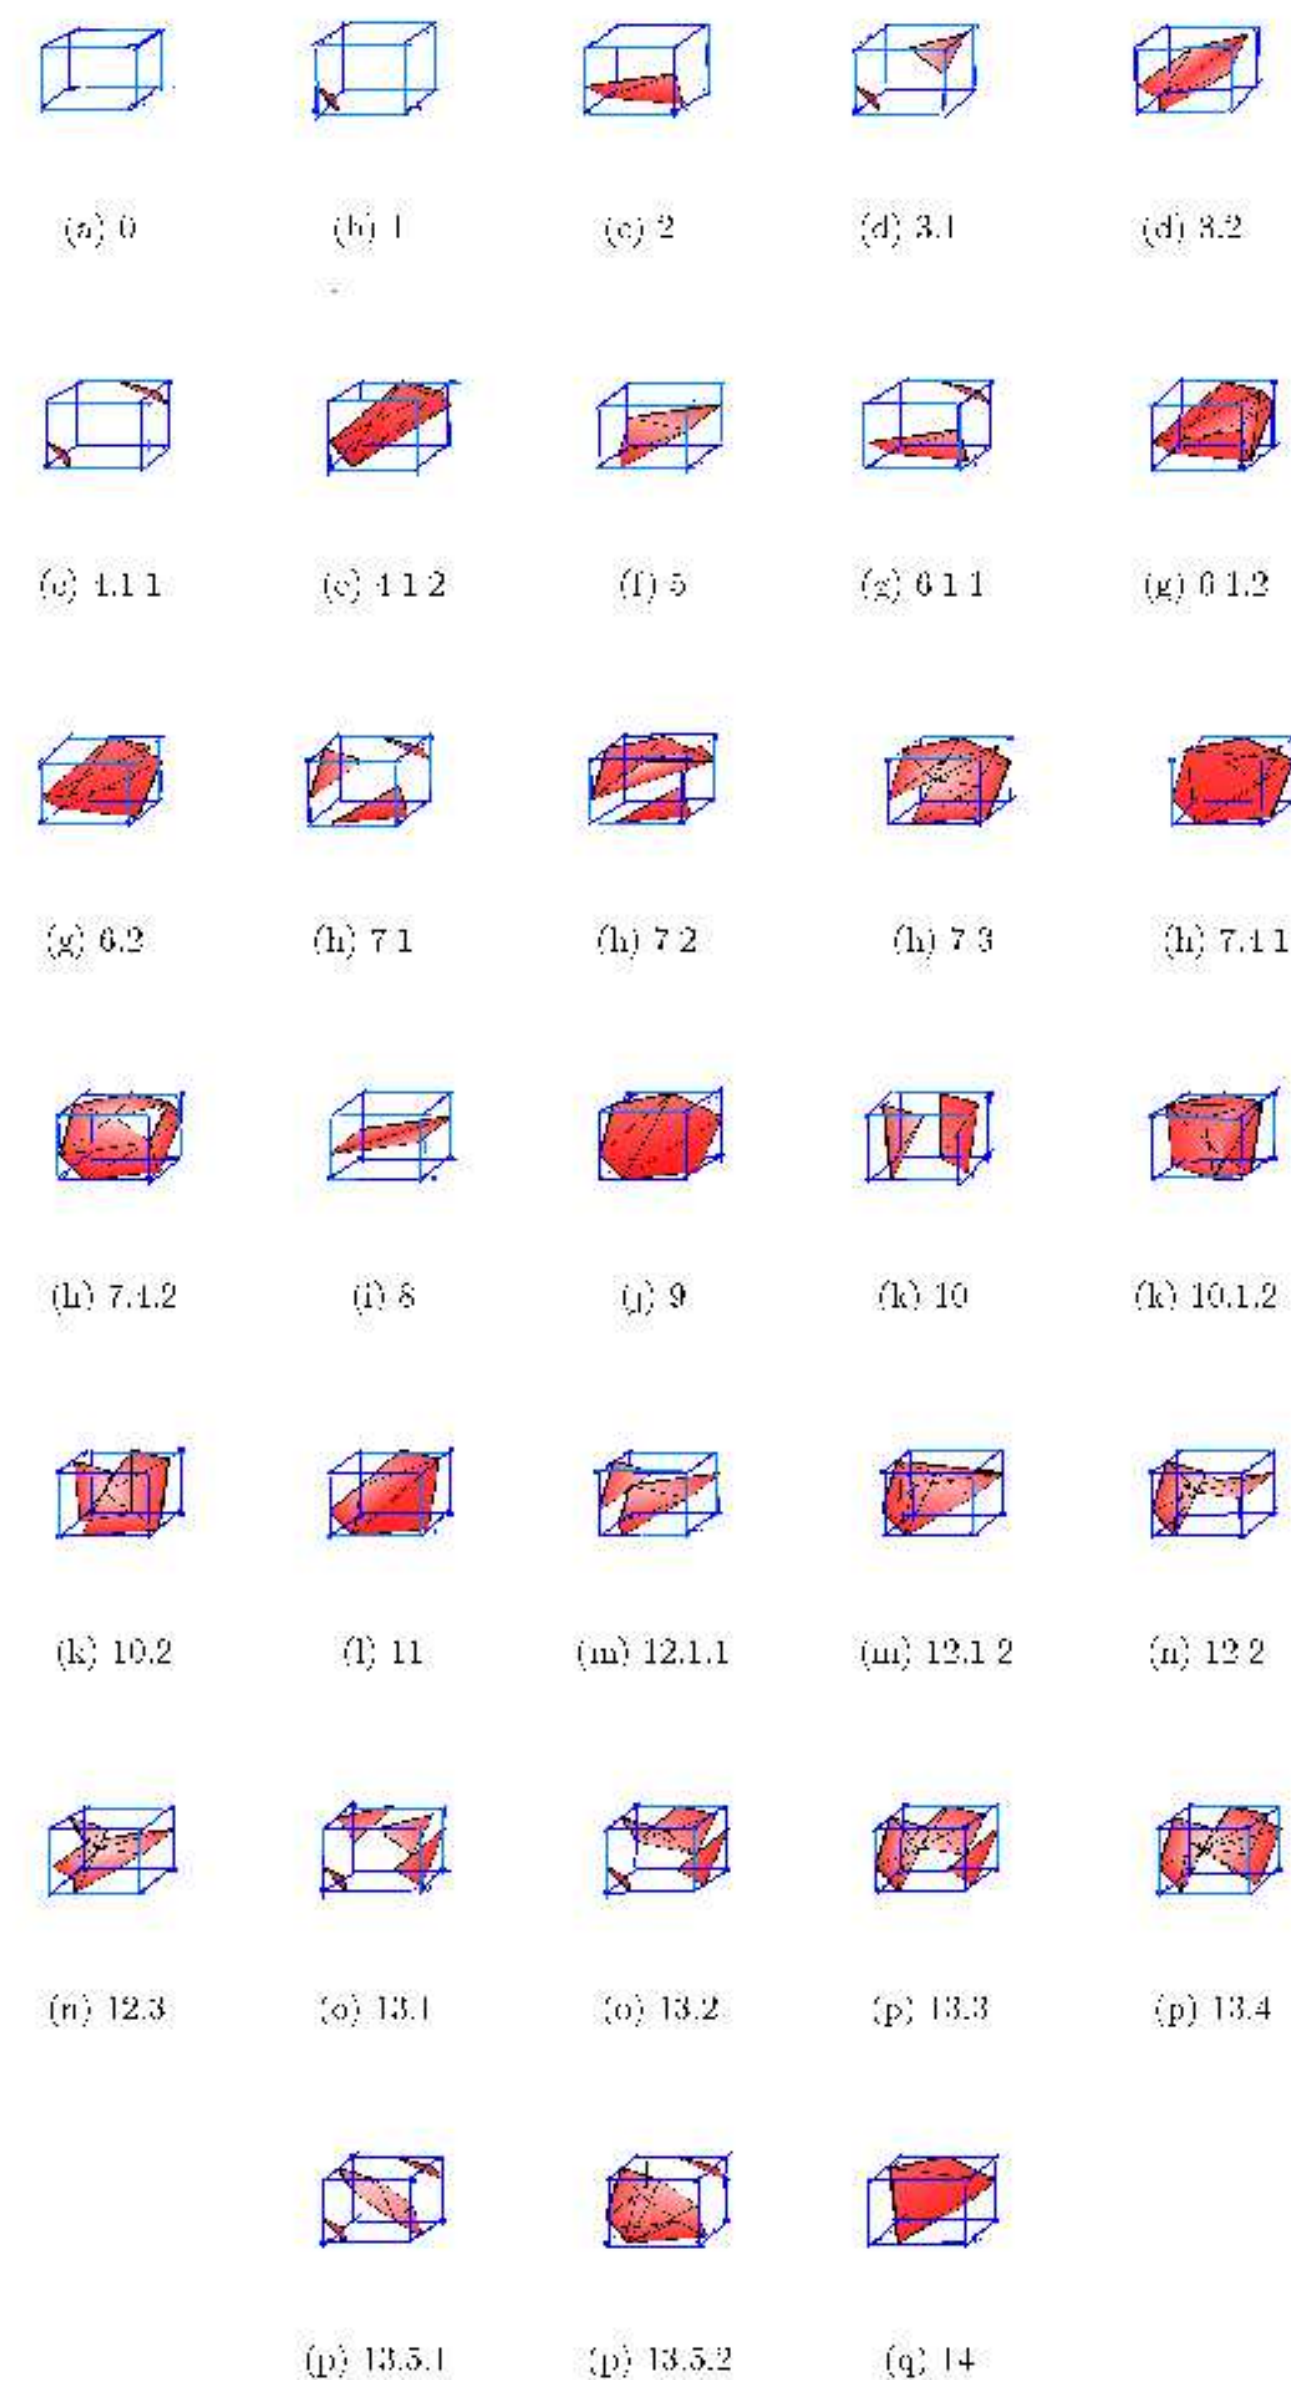 (a) 0 (b) 1 (c) 2 (d) 3.1 (d) 3.2
(e) 4.1.1 (e) 4.1.2 (f) 5 (g) 6.1.1 (g) 6.1.2
(g) 6.2 (h) 7.1 (h) 7.2 (h) 7.3 (h) 7.4.1
(h) 7.4.2 (i) 8 (j) 9 (k) 10 (k) 10.1.2
(k) 10.2 (l) 11 (m) 12.1.1 (m) 12.1.2 (n) 12.2
(n) 12.3 (o) 13.1 (o) 13.2 (p) 13.3 (p) 13.4
(p) 13.5.1 (p) 13.5.2 (q) 14